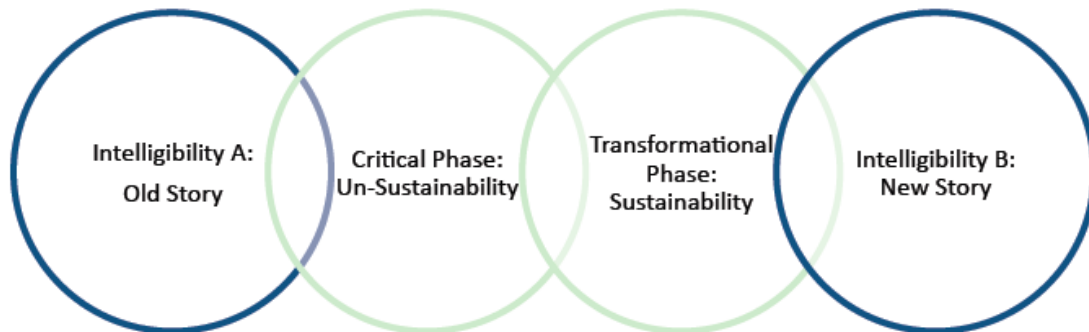 Intelligibility A:
Old Story
Critical Phase:
Un-Sustainability
Transformational
Phase:
Sustainability
Intelligibility B:
New Story